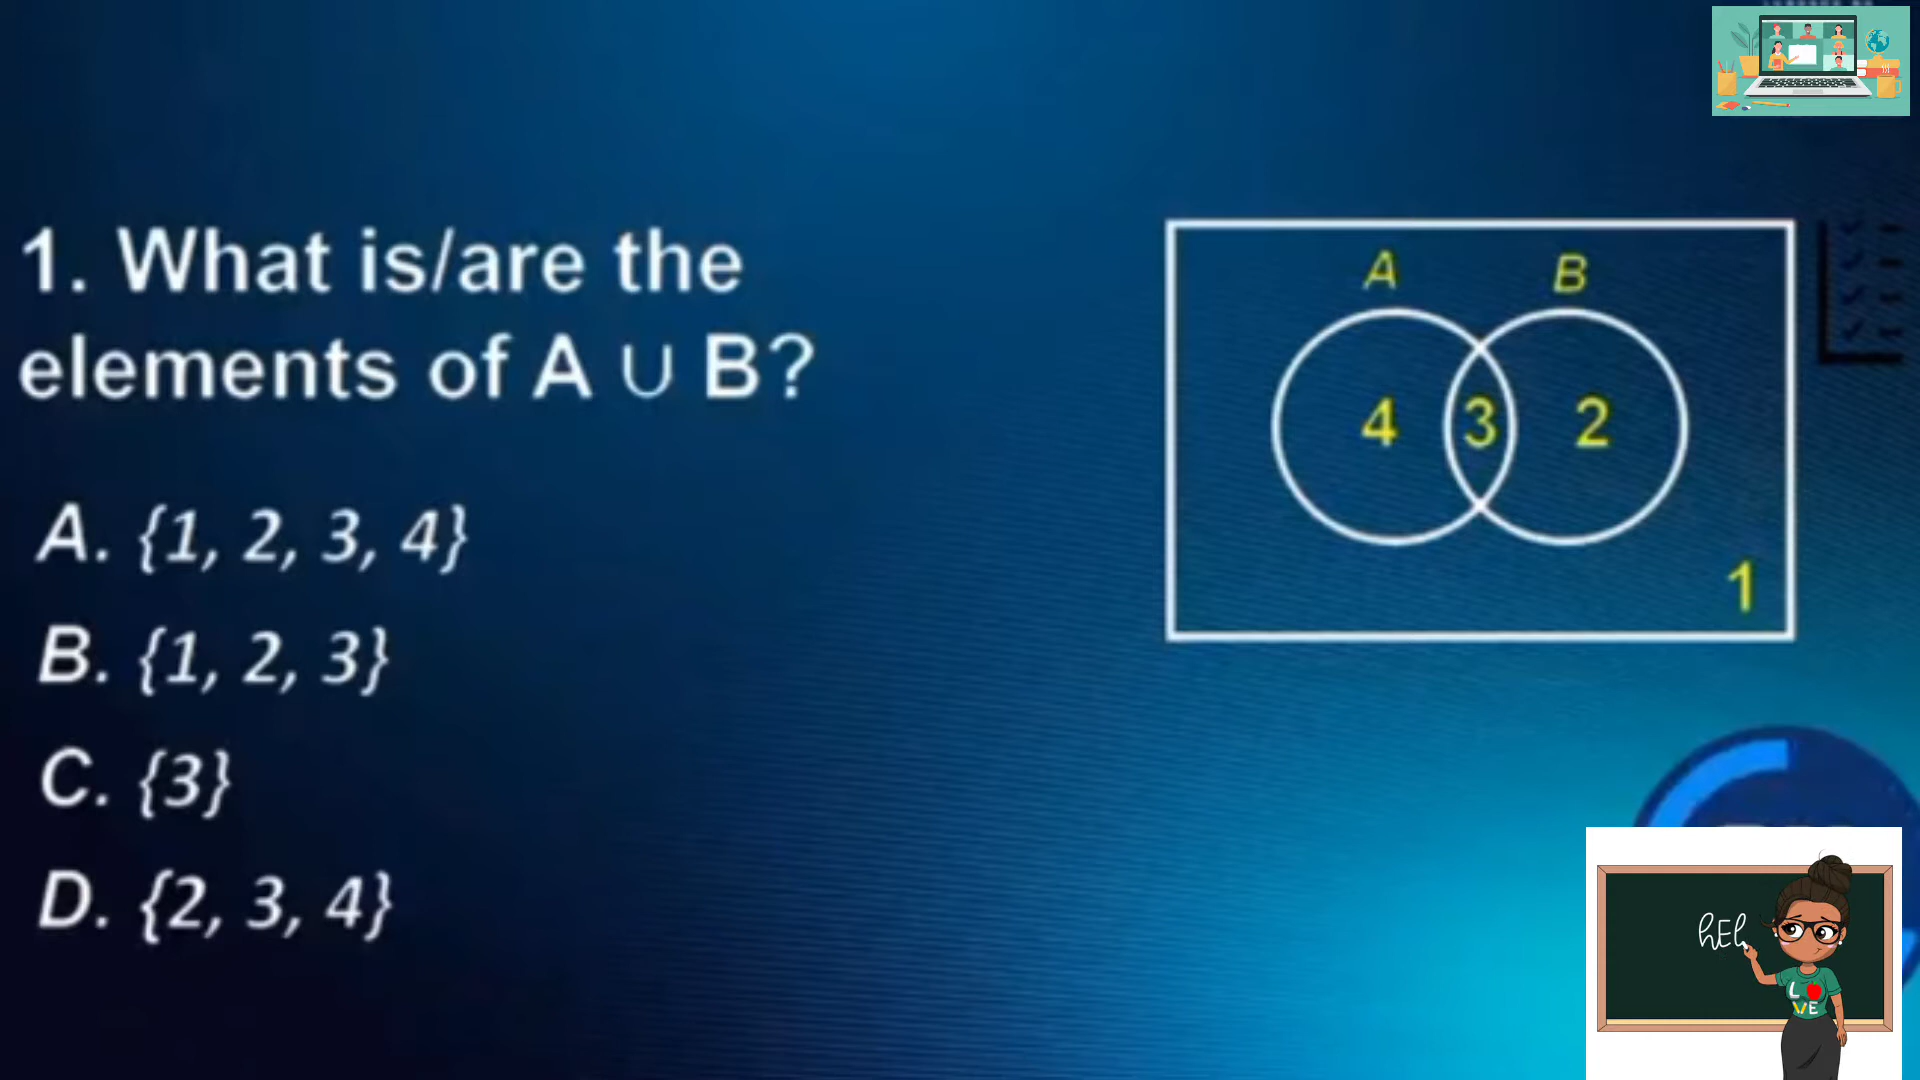 1. What is/are the
elements of A ∪ B?
A. {1, 2, 3, 4}
B. {1, 2, 3}
C. {3}
D. {2, 3, 4}
A B
4 3 2
1
hEl
L VE